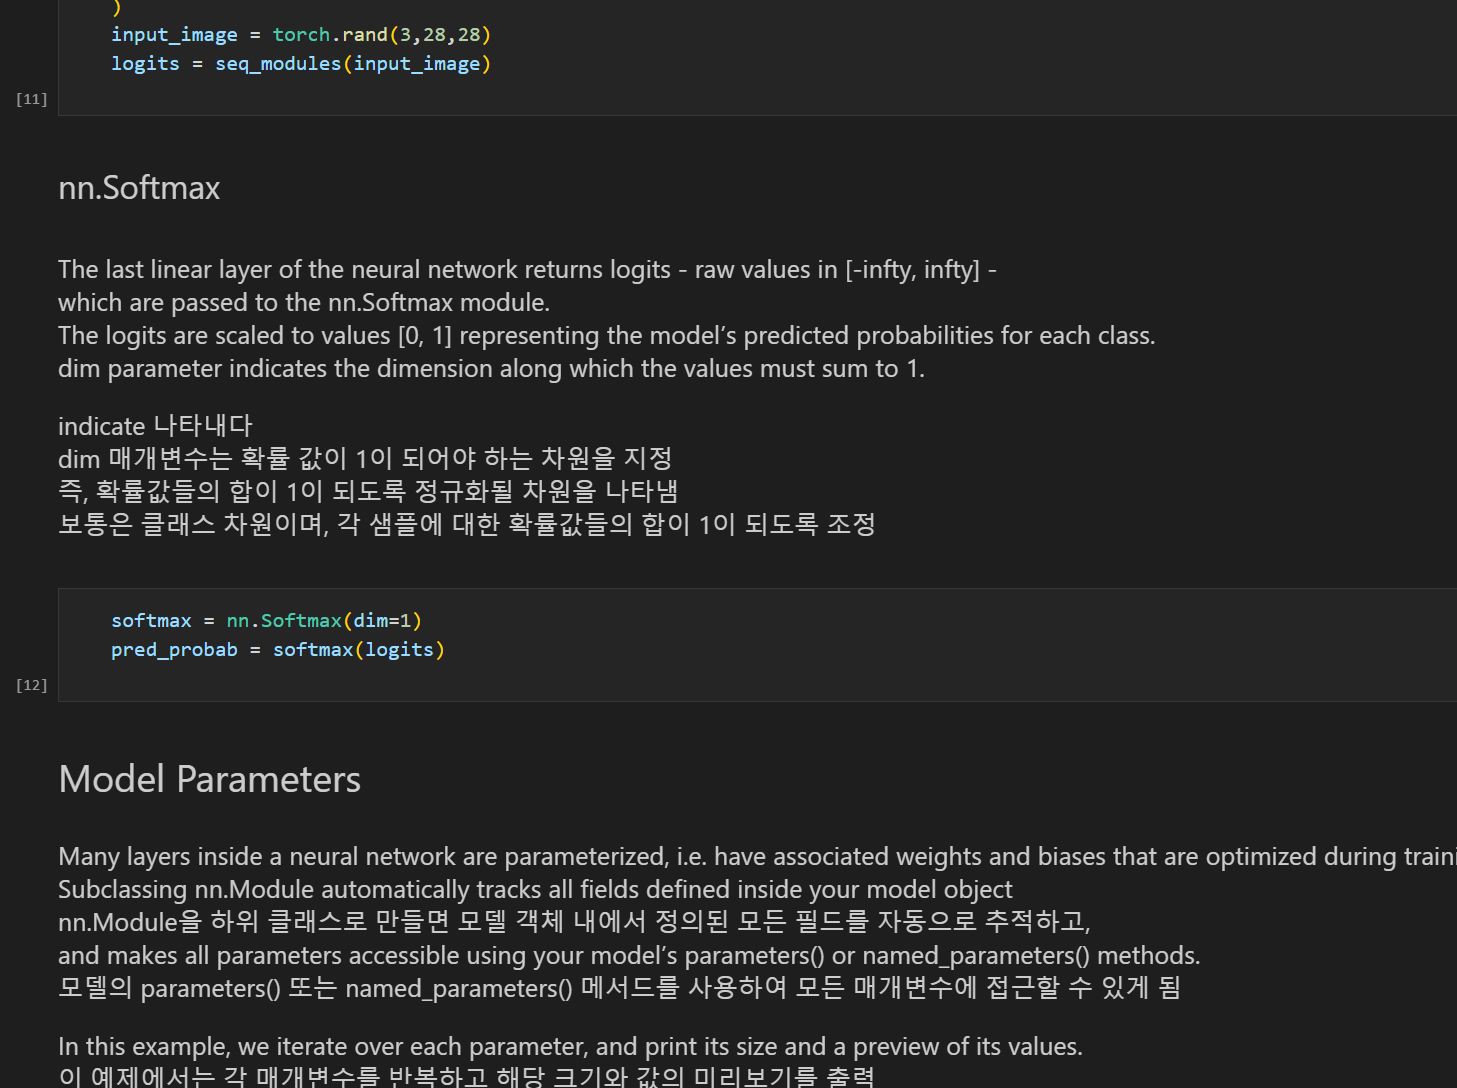 )
input_image = torch.rand(3,28,28)
logits = seq_modules(input_image)
[11]
nn.Softmax
The last linear layer of the neural network returns logits - raw values in [-infty, infty] -
which are passed to the nn.Softmax module.
The logits are scaled to values [0, 1] representing the model’s predicted probabilities for each class.
dim parameter indicates the dimension along which the values must sum to 1.
indicate 나타내다
dim 매개변수는 확률 값이 1이 되어야 하는 차원을 지정
즉, 확률값들의 합이 1이 되도록 정규화될 차원을 나타냄
보통은 클래스 차원이며, 각 샘플에 대한 확률값들의 합이 1이 되도록 조정
softmax = nn.Softmax(dim=1)
pred_probab = softmax(logits)
[12]
Model Parameters
Many layers inside a neural network are parameterized, i.e. have associated weights and biases that are optimized during traini
Subclassing nn.Module automatically tracks all fields defined inside your model object
nn.Module을 하위 클래스로 만들면 모델 객체 내에서 정의된 모든 필드를 자동으로 추적하고,
and makes all parameters accessible using your model’s parameters() or named_parameters() methods.
모델의 parameters() 또는 named_parameters() 메서드를 사용하여 모든 매개변수에 접근할 수 있게 됨
In this example, we iterate over each parameter, and print its size and a preview of its values.
이 예제에서는 각 매개변수를 반복하고 해당 크기와 값의 미리보기를 출력